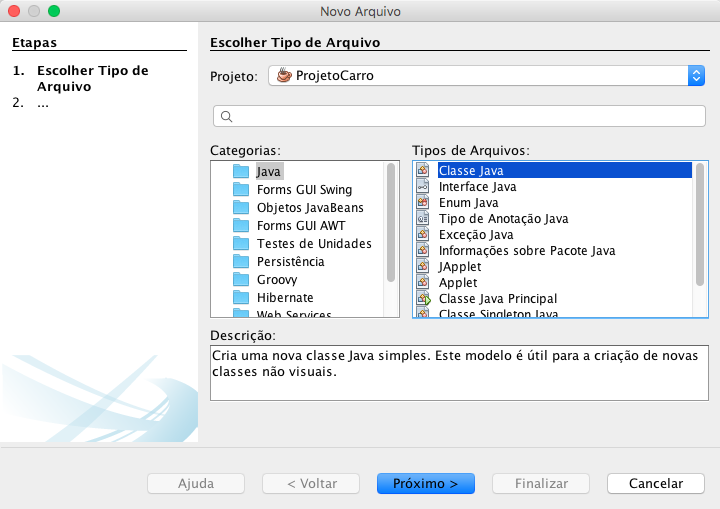 Novo Arquivo
Etapas
1. Escolher Tipo de
Arquivo
2. ...
Escolher Tipo de Arquivo
Projeto: ProjetoCarro
Categorias:
Java
Forms GUI Swing
Objetos JavaBeans
Forms GUI AWT
Testes de Unidades
Persistência
Groovy
Hibernate
Web Services
Tipos de Arquivos:
Classe Java
Interface Java
Enum Java
Tipo de Anotação Java
Exceção Java
Informações sobre Pacote Java
JApplet
Applet
Classe Java Principal
Classe Singleton Java
Descrição:
Cria uma nova classe Java simples. Este modelo é útil para a criação de novas
classes não visuais.
Ajuda
< Voltar
Próximo >
Finalizar
Cancelar